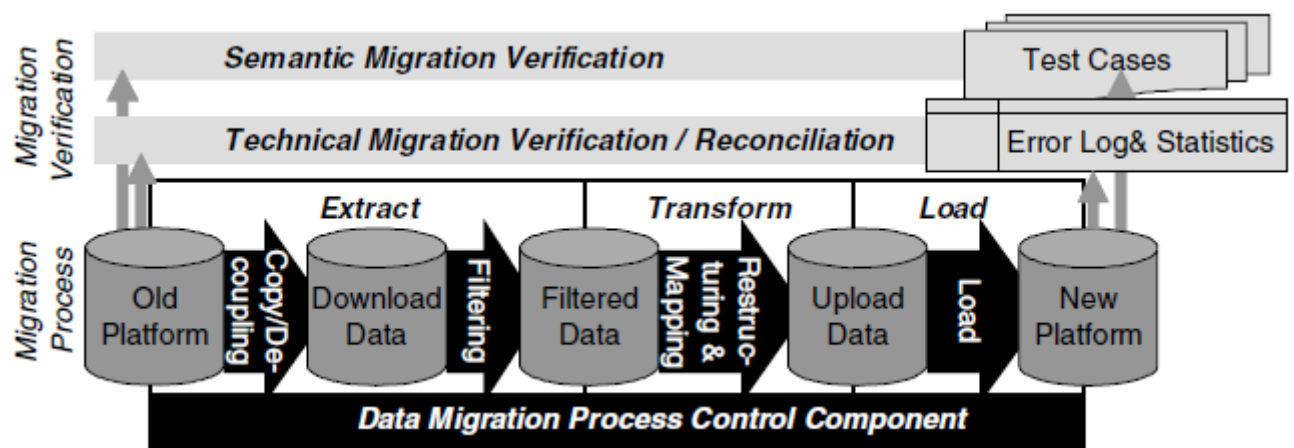 Migration
Verification
Semantic Migration Verification
Test Cases
Technical Migration Verification / Reconciliation
Error Log& Statistics
Migration
Process
Extract
Transform
Load
Old
Platform
Copy/De-
coupling
Download
Data
Filtering
Filtered
Data
Restruc-
turing &
Mapping
Upload
Data
Load
New
Platform
Data Migration Process Control Component